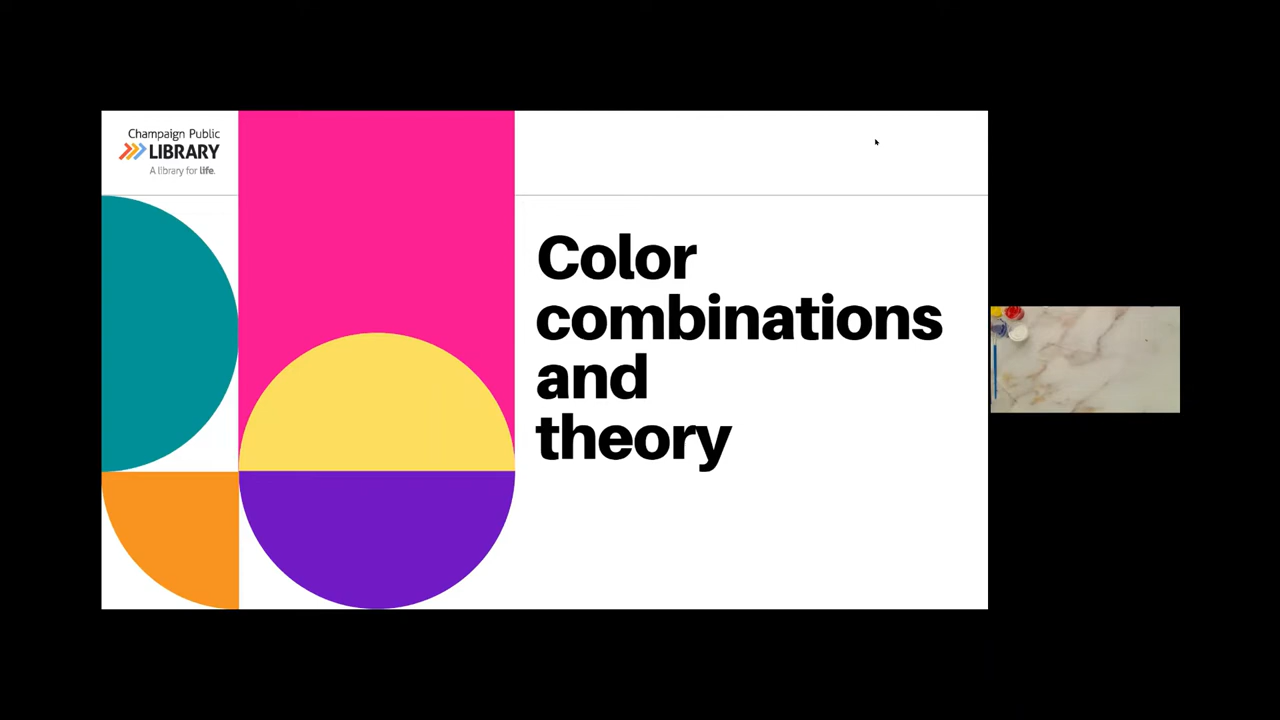 Champaign Public
LIBRARY
A library for life.
Color
combinations
and
theory